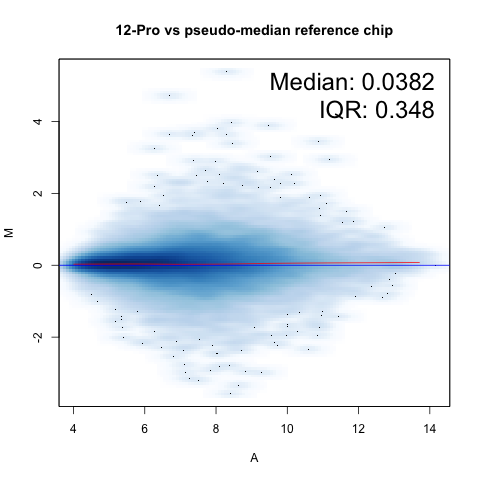 12-Pro vs pseudo-median reference chip
Median: 0.0382
IQR: 0.348
4
2
0
-2
M
4 6 8 10 12 14
A